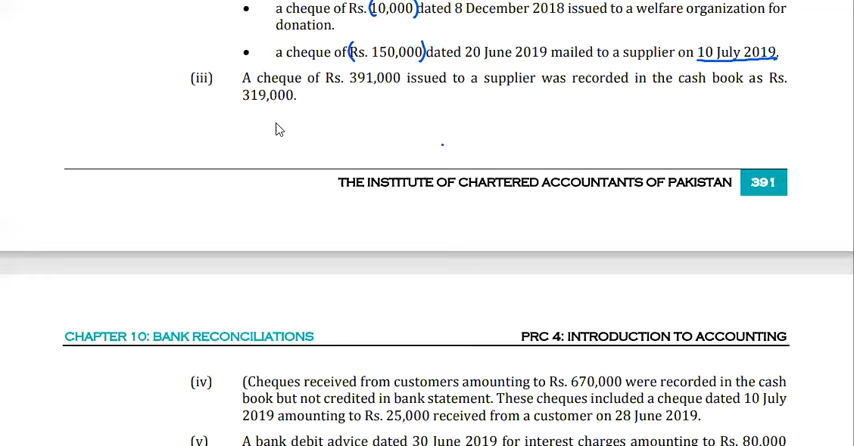 • a cheque of Rs. 10,000 dated 8 December 2018 issued to a welfare organization for
donation.
• a cheque of Rs. 150,000 dated 20 June 2019 mailed to a supplier on 10 July 2019.
(iii) A cheque of Rs. 391,000 issued to a supplier was recorded in the cash book as Rs.
319,000.
THE INSTITUTE OF CHARTERED ACCOUNTANTS OF PAKISTAN 391
CHAPTER 10: BANK RECONCILIATIONS PRC 4: INTRODUCTION TO ACCOUNTING
(iv) (Cheques received from customers amounting to Rs. 670,000 were recorded in the cash
book but not credited in bank statement. These cheques included a cheque dated 10 July
2019 amounting to Rs. 25,000 received from a customer on 28 June 2019.
(v) A bank debit advice dated 30 June 2019 for interest charges amounting to Rs. 80,000